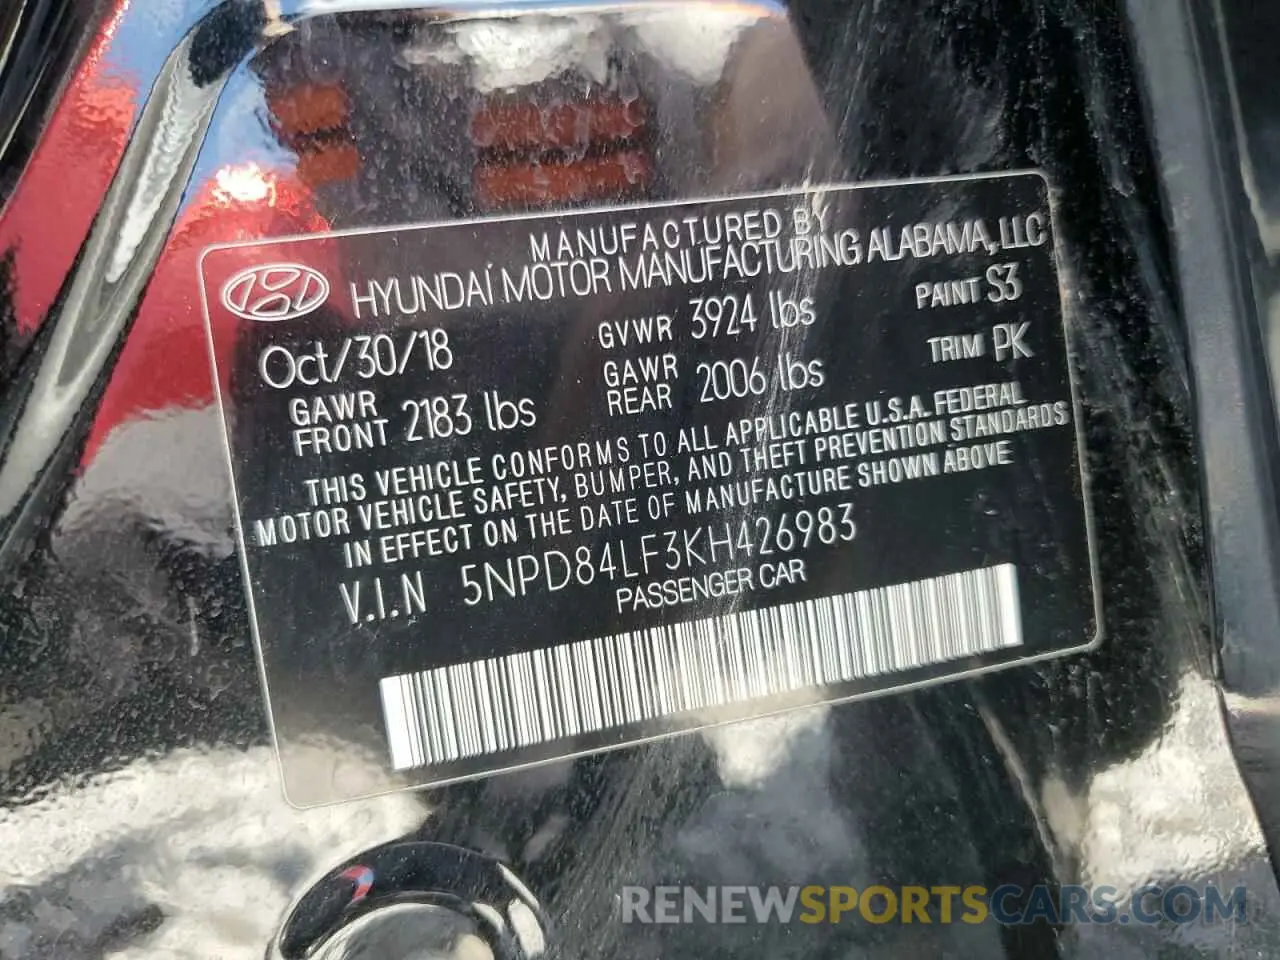 MANUFACTURED BY
HYUNDAI MOTOR MANUFACTURING ALABAMA, LLC
Oct/30/18 GVWR 3924 lbs PAINT S3
GAWR FRONT 2183 lbs GAWR REAR 2006 lbs TRIM PK
THIS VEHICLE CONFORMS TO ALL APPLICABLE U.S.A. FEDERAL
MOTOR VEHICLE SAFETY, BUMPER, AND THEFT PREVENTION STANDARDS
IN EFFECT ON THE DATE OF MANUFACTURE SHOWN ABOVE
V.I.N 5NPD84LF3KH426983
PASSENGER CAR
RENEWSPORTSCARS.COM